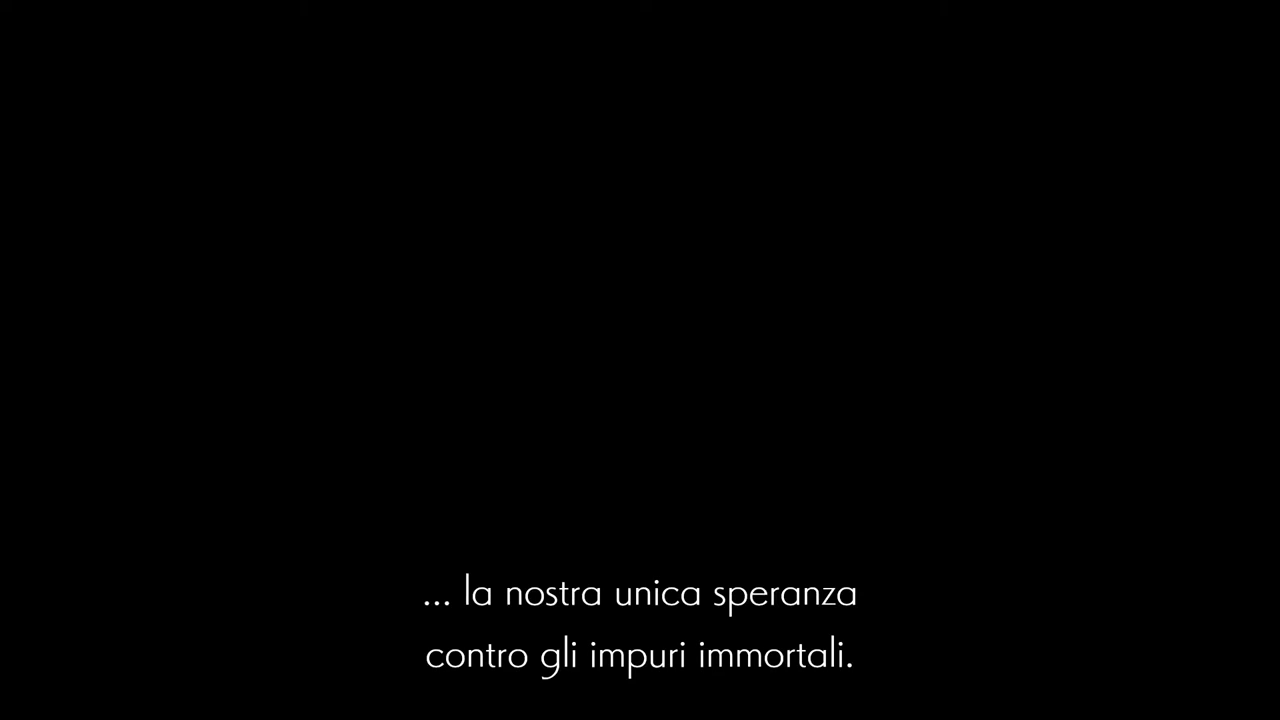 ... la nostra unica speranza
contro gli impuri immortali.